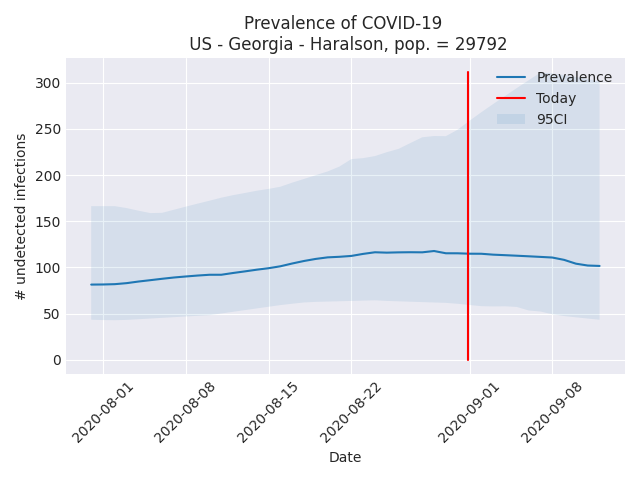 Prevalence of COVID-19
US - Georgia - Haralson, pop. = 29792
Prevalence
Today
95CI
# undetected infections
300
250
200
150
100
50
0
2020-08-01
2020-08-08
2020-08-15
2020-08-22
2020-09-01
2020-09-08
Date